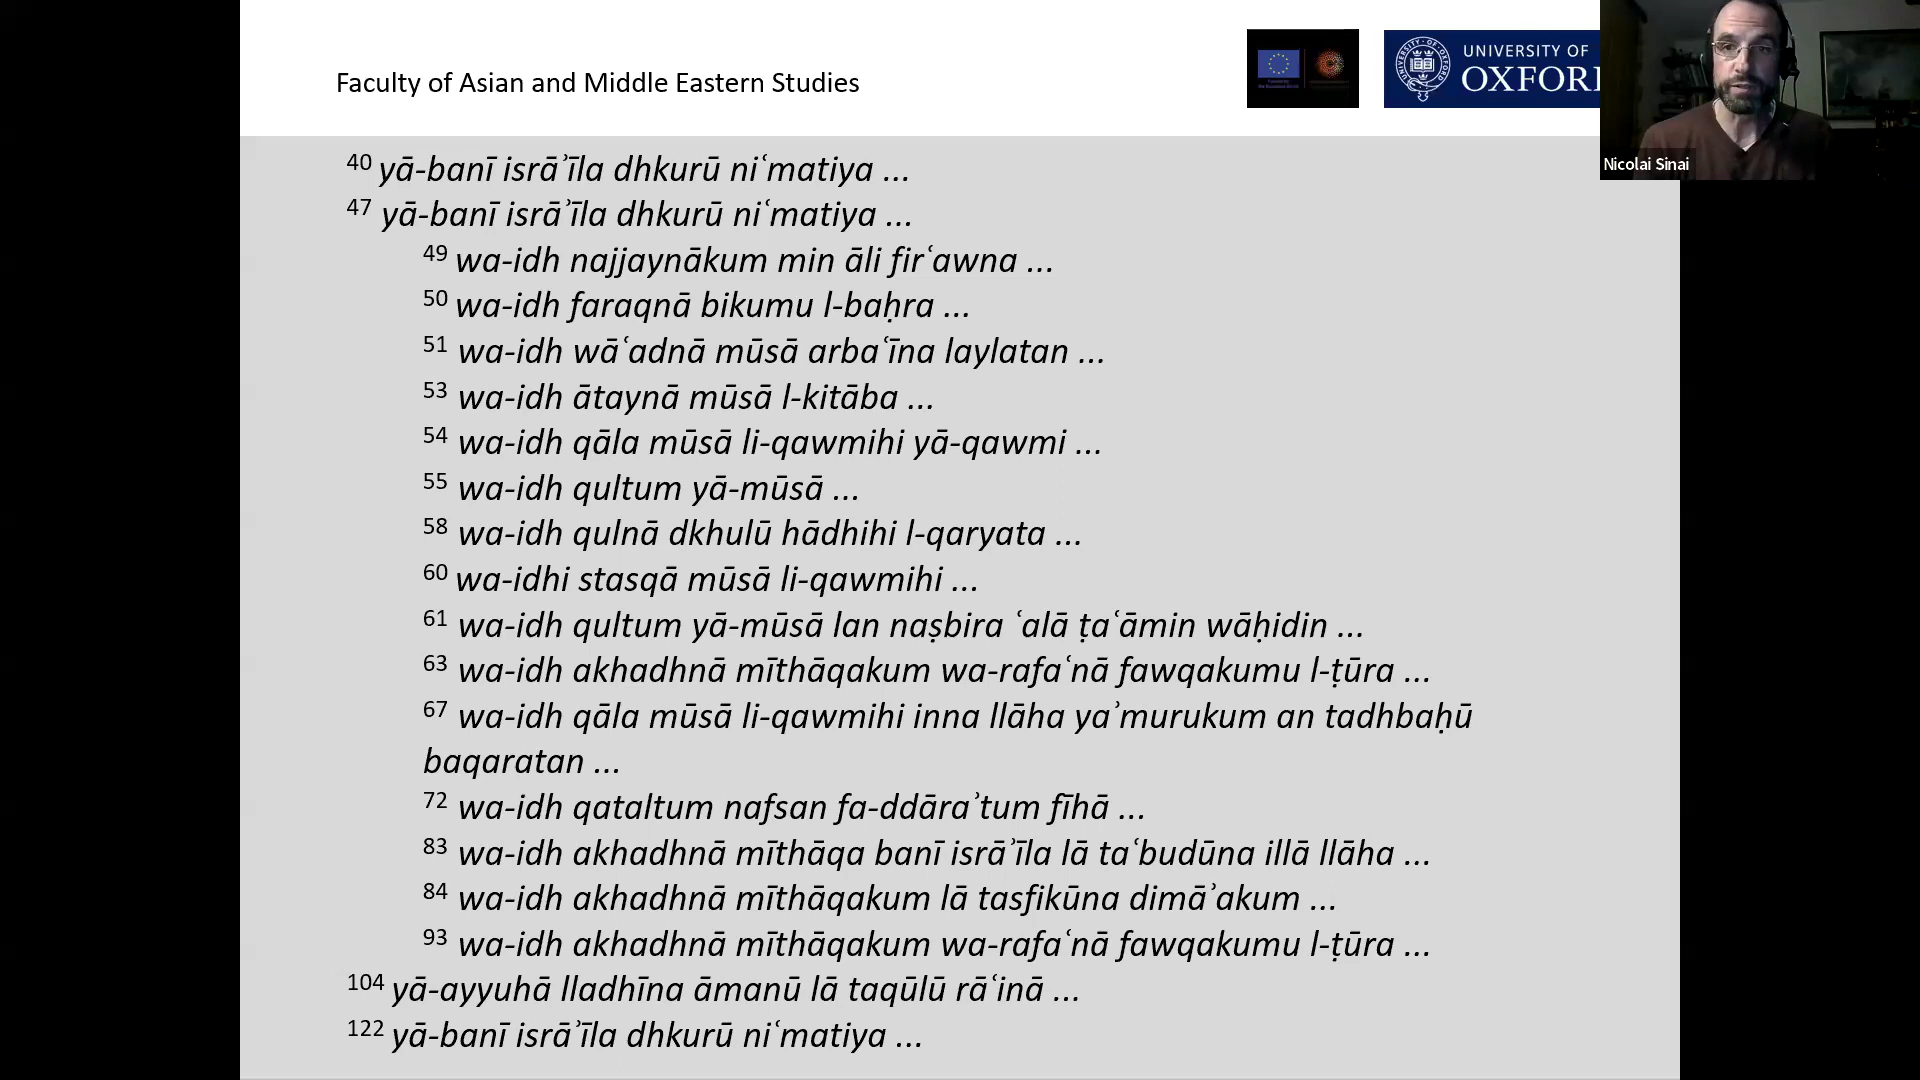 Faculty of Asian and Middle Eastern Studies
UNIVERSITY OF
OXFOR
Nicolai Sinai
40 yā-banī isrāʾīla dhkurū niʿmatiya ...
47 yā-banī isrāʾīla dhkurū niʿmatiya ...
49 wa-idh najjaynākum min āli firʿawna ...
50 wa-idh faraqnā bikumu l-baḥra ...
51 wa-idh wāʿadnā mūsā arbaʿīna laylatan ...
53 wa-idh ātaynā mūsā l-kitāba ...
54 wa-idh qāla mūsā li-qawmihi yā-qawmi ...
55 wa-idh qultum yā-mūsā ...
58 wa-idh qulnā dkhulū hādhihi l-qaryata ...
60 wa-idhi stasqā mūsā li-qawmihi ...
61 wa-idh qultum yā-mūsā lan naṣbira ʿalā ṭaʿāmin wāḥidin ...
63 wa-idh akhadhnā mīthāqakum wa-rafaʿnā fawqakumu l-ṭūra ...
67 wa-idh qāla mūsā li-qawmihi inna llāha yaʾmurukum an tadhbaḥū
baqaratan ...
72 wa-idh qataltum nafsan fa-ddāraʾtum fīhā ...
83 wa-idh akhadhnā mīthāqa banī isrāʾīla lā taʿbudūna illā llāha ...
84 wa-idh akhadhnā mīthāqakum lā tasfikūna dimāʾakum ...
93 wa-idh akhadhnā mīthāqakum wa-rafaʿnā fawqakumu l-ṭūra ...
104 yā-ayyuhā lladhīna āmanū lā taqūlū rāʿinā ...
122 yā-banī isrāʾīla dhkurū niʿmatiya ...